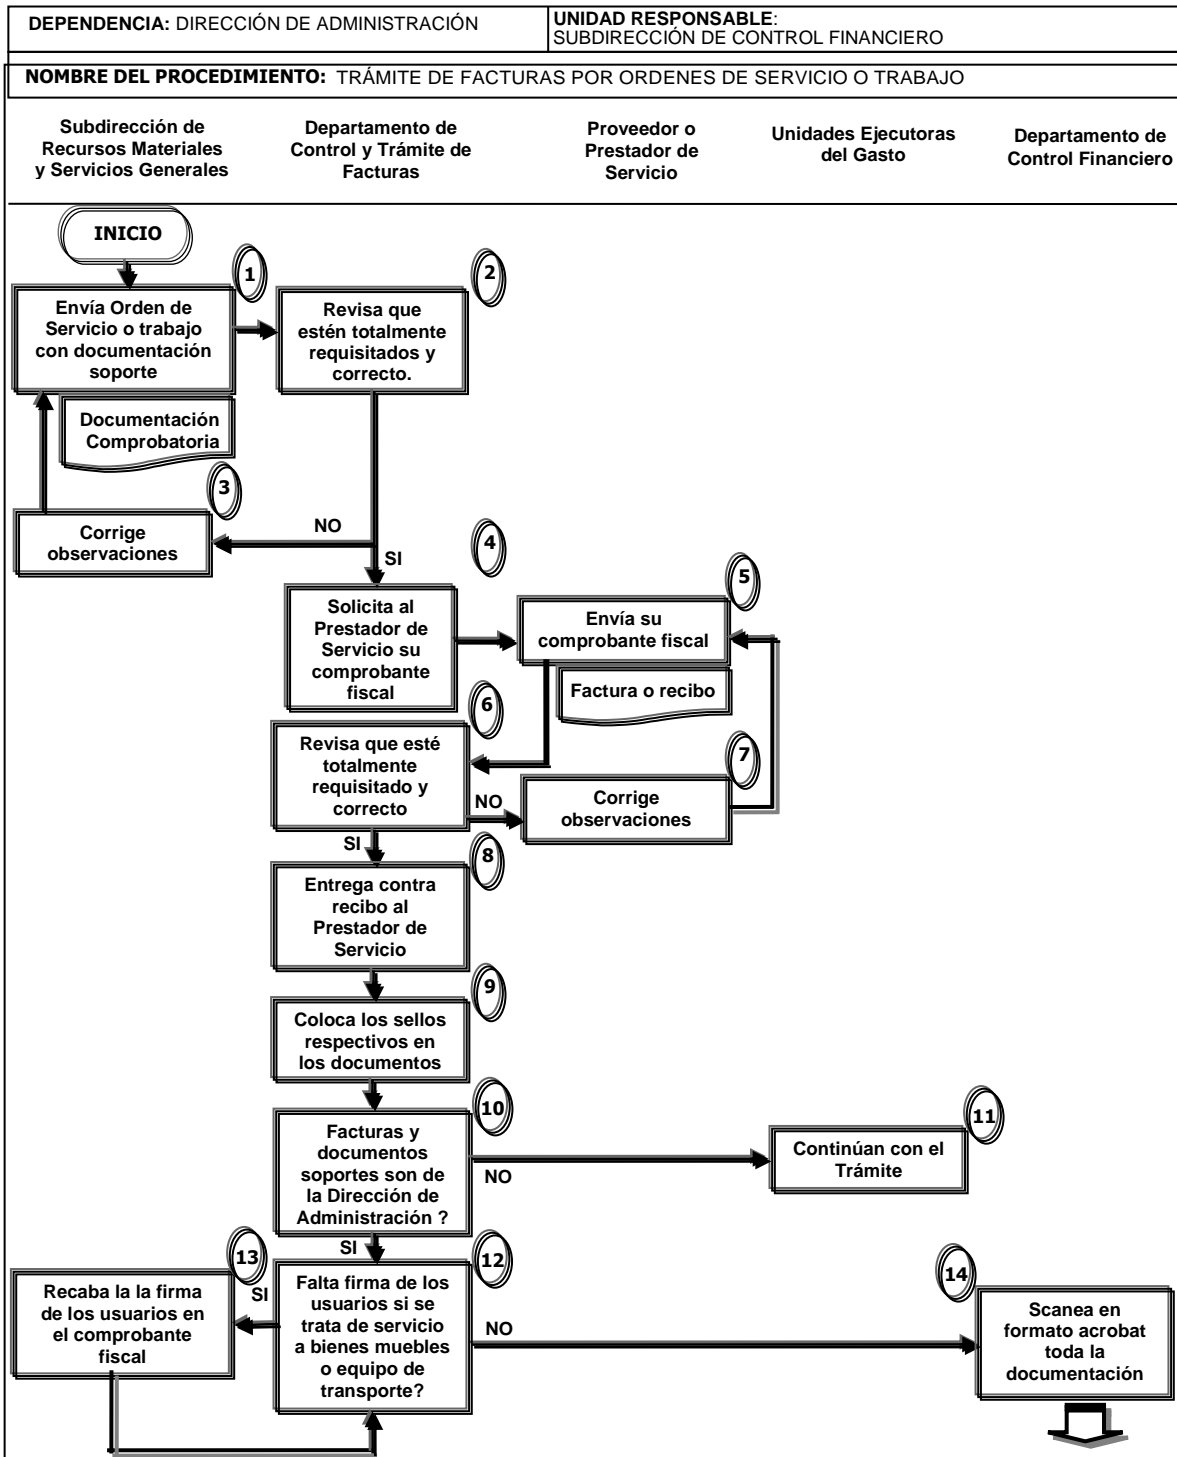 DEPENDENCIA: DIRECCIÓN DE ADMINISTRACIÓN
UNIDAD RESPONSABLE:
SUBDIRECCIÓN DE CONTROL FINANCIERO
NOMBRE DEL PROCEDIMIENTO: TRÁMITE DE FACTURAS POR ORDENES DE SERVICIO O TRABAJO
Subdirección de
Recursos Materiales
y Servicios Generales
Departamento de
Control y Trámite de
Facturas
Proveedor o
Prestador de
Servicio
Unidades Ejecutoras
del Gasto
Departamento de
Control Financiero
INICIO
1
Envía Orden de
Servicio o trabajo
con documentación
soporte
Documentación
Comprobatoria
2
Revisa que
estén totalmente
requisitados y
correcto.
3
NO
Corrige
observaciones
SI
4
Solicita al
Prestador de
Servicio su
comprobante
fiscal
5
Envía su
comprobante fiscal
Factura o recibo
6
Revisa que esté
totalmente
requisitado y
correcto
NO
7
Corrige
observaciones
SI
8
Entrega contra
recibo al
Prestador de
Servicio
9
Coloca los sellos
respectivos en
los documentos
10
Facturas y
documentos
soportes son de
la Dirección de
Administración ?
NO
11
Continúan con el
Trámite
SI
12
Falta firma de los
usuarios si se
trata de servicio
a bienes muebles
o equipo de
transporte?
SI
13
Recaba la la firma
de los usuarios en
el comprobante
fiscal
NO
14
Scanea en
formato acrobat
toda la
documentación